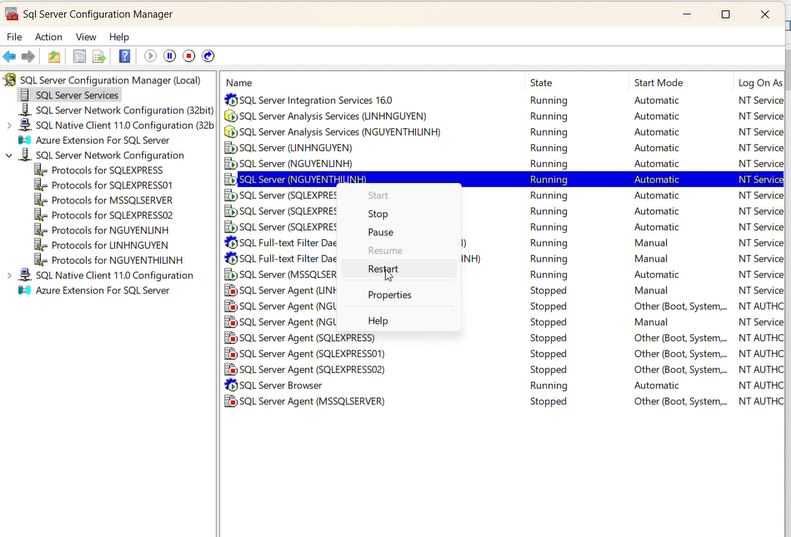 Sql Server Configuration Manager
File Action View Help
SQL Server Configuration Manager (Local)
SQL Server Services
SQL Server Network Configuration (32bit)
SQL Native Client 11.0 Configuration (32b
Azure Extension For SQL Server
SQL Server Network Configuration
Protocols for SQLEXPRESS
Protocols for SQLEXPRESS01
Protocols for MSSQLSERVER
Protocols for SQLEXPRESS02
Protocols for NGUYENLINH
Protocols for LINHNGUYEN
Protocols for NGUYENTHILINH
SQL Native Client 11.0 Configuration
Azure Extension For SQL Server
Name State Start Mode Log On As
SQL Server Integration Services 16.0 Running Automatic NT Service
SQL Server Analysis Services (LINHNGUYEN) Running Automatic NT Service
SQL Server Analysis Services (NGUYENTHILINH) Running Automatic NT Service
SQL Server (LINHNGUYEN) Running Automatic NT Service
SQL Server (NGUYENLINH) Running Automatic NT Service
SQL Server (NGUYENTHILINH) Running Automatic NT Service
SQL Server (SQLEXPRES Running Automatic NT Service
SQL Server (SQLEXPRES Running Automatic NT Service
SQL Server (SQLEXPRES Running Automatic NT Service
SQL Full-text Filter Dae I) Running Manual NT Service
SQL Full-text Filter Dae INH) Running Manual NT Service
SQL Server (MSSQLSER Running Automatic NT Service
SQL Server Agent (LINH Stopped Manual NT Service
SQL Server Agent (NGU Stopped Other (Boot, System,... NT AUTHC
SQL Server Agent (NGU Stopped Manual NT Service
SQL Server Agent (SQLEXPRESS) Stopped Other (Boot, System,... NT AUTHC
SQL Server Agent (SQLEXPRESS01) Stopped Other (Boot, System,... NT AUTHC
SQL Server Agent (SQLEXPRESS02) Stopped Other (Boot, System,... NT AUTHC
SQL Server Browser Running Automatic NT AUTHC
SQL Server Agent (MSSQLSERVER) Stopped Other (Boot, System,... NT AUTHC
Start
Stop
Pause
Resume
Restart
Properties
Help